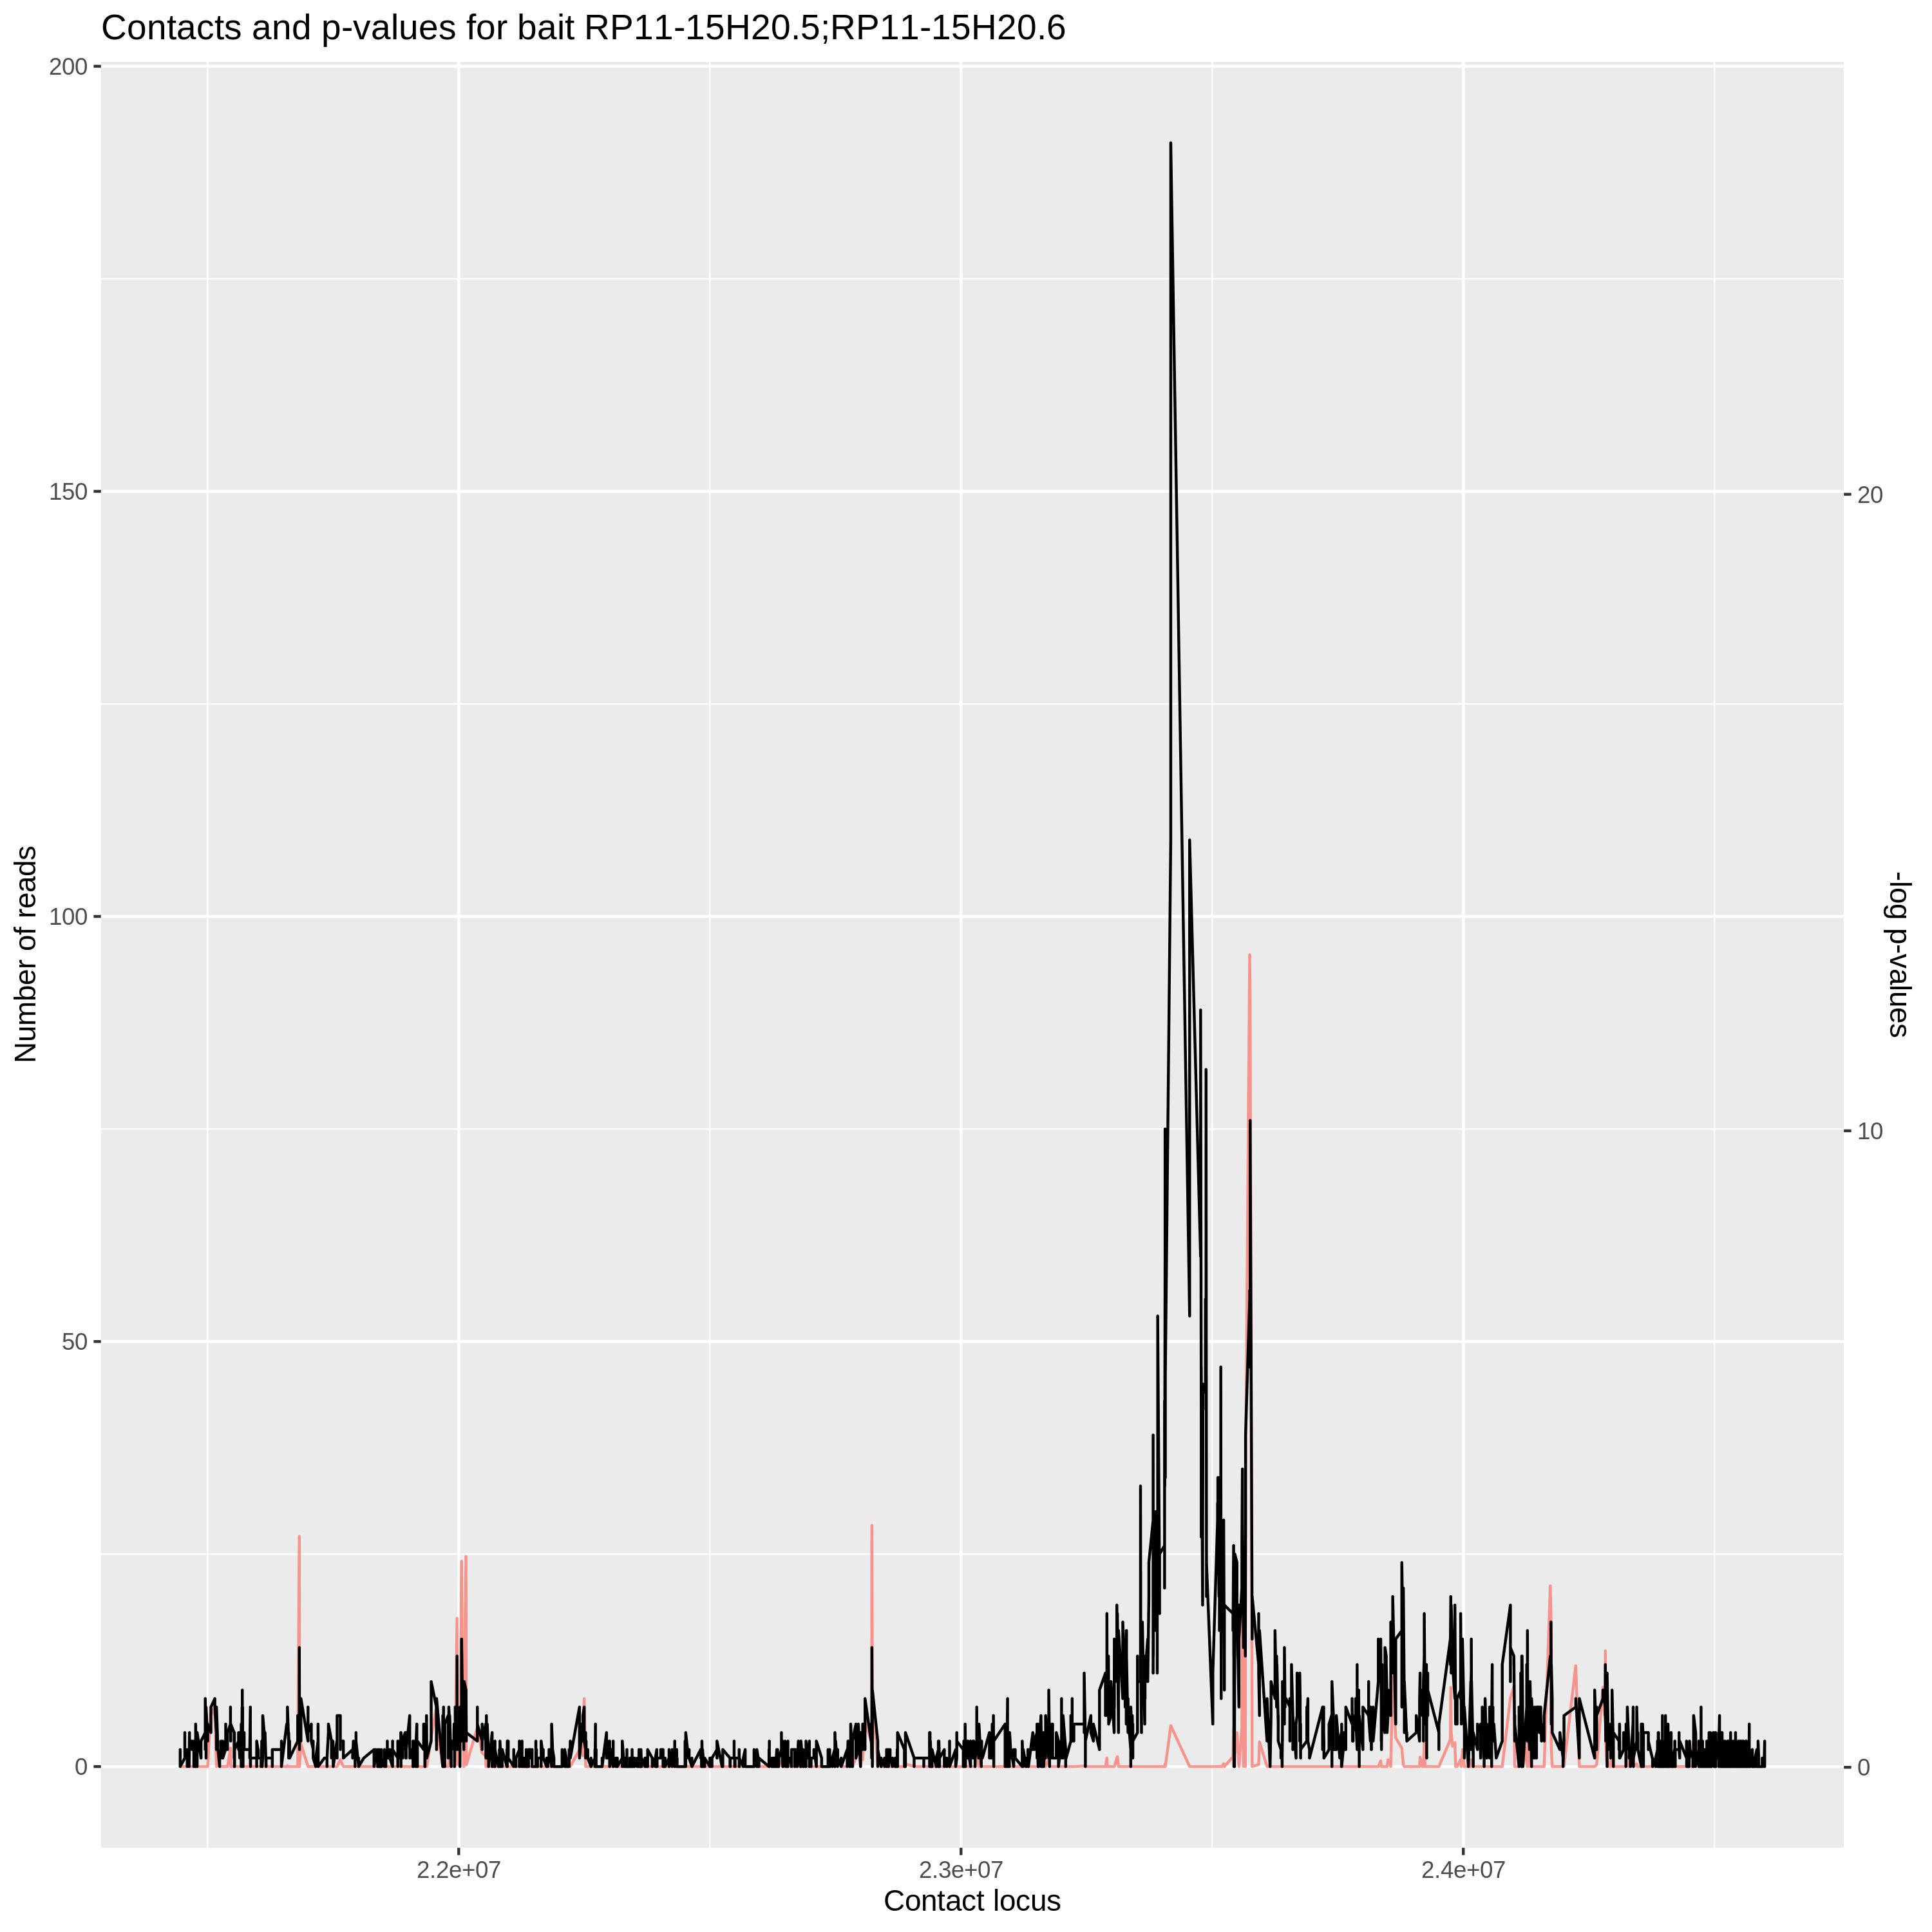 Contacts and p-values for bait RP11-15H20.5;RP11-15H20.6
200
150
100
50
0
Number of reads
20
10
0
-log p-values
2.2e+07
2.3e+07
2.4e+07
Contact locus